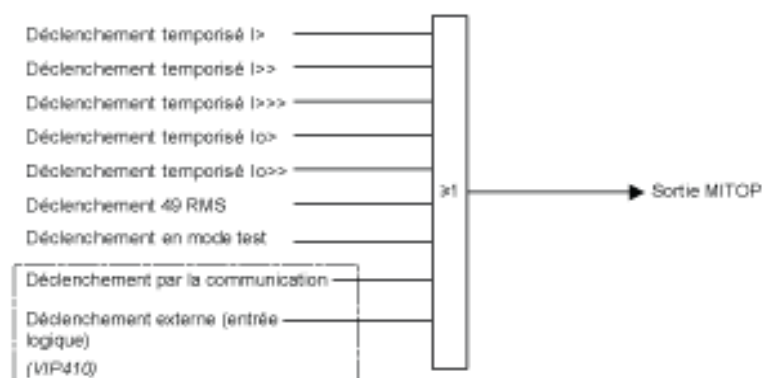 Déclenchement temporisé I>
Déclenchement temporisé I>>
Déclenchement temporisé I>>>
Déclenchement temporisé Io>
Déclenchement temporisé Io>>
Déclenchement 49 RMS
Déclenchement en mode test
Déclenchement par la communication
Déclenchement externe (entrée
logique)
(VIP410)
≥1
Sortie MITOP